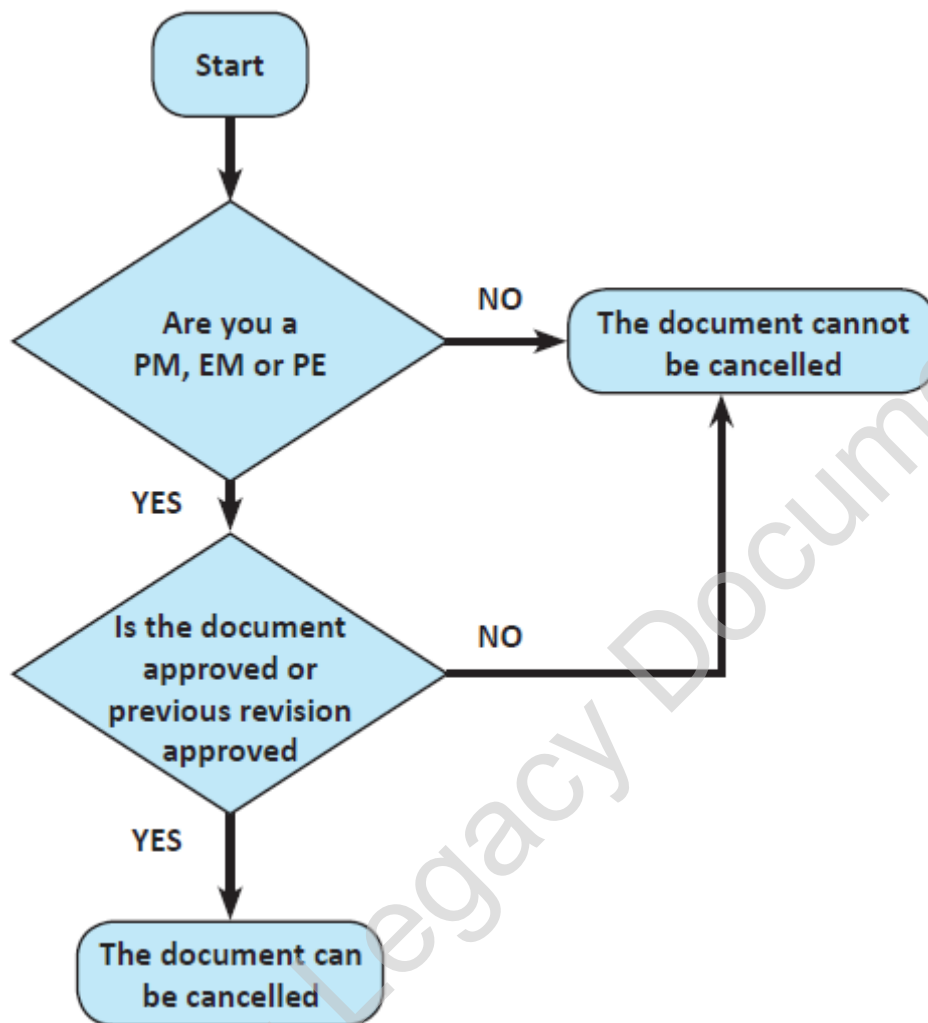 Start
Are you a
PM, EM or PE
NO
The document cannot
be cancelled
YES
Is the document
approved or
previous revision
approved
NO
YES
The document can
be cancelled
Legacy Docume